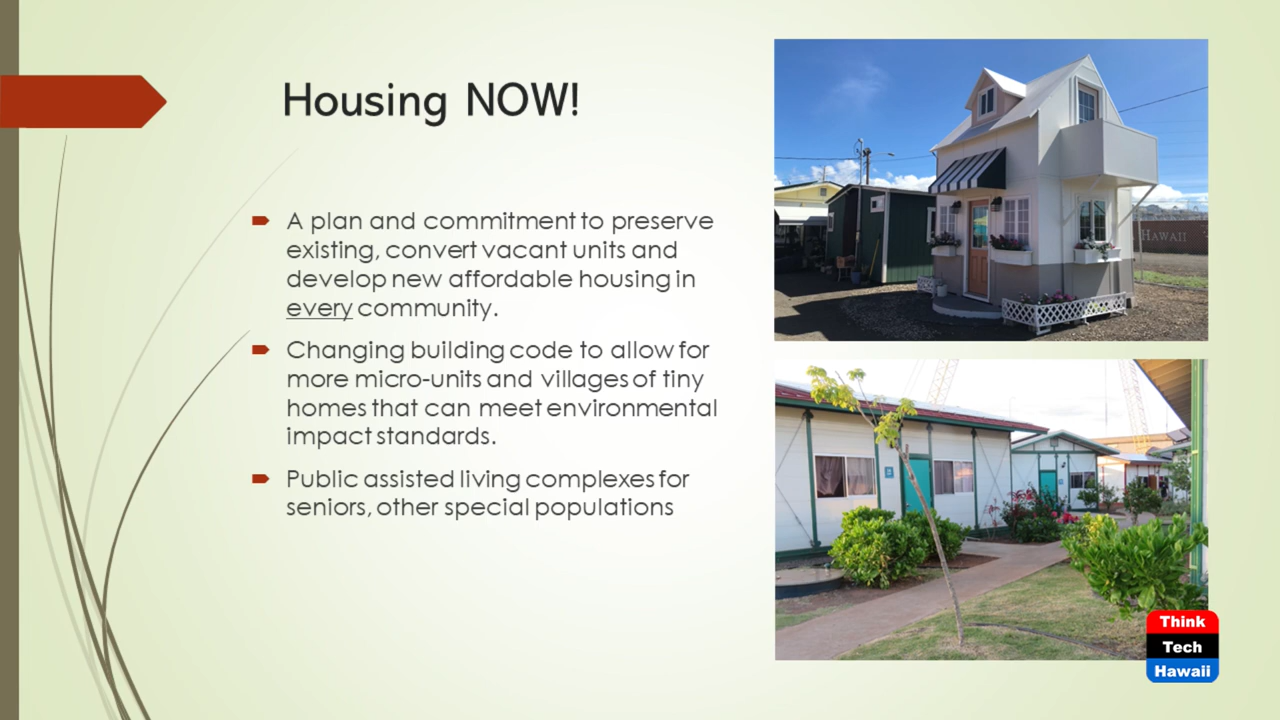 Housing NOW!
A plan and commitment to preserve
existing, convert vacant units and
develop new affordable housing in
every community.
Changing building code to allow for
more micro-units and villages of tiny
homes that can meet environmental
impact standards.
Public assisted living complexes for
seniors, other special populations
HAWAII
Think
Tech
Hawaii